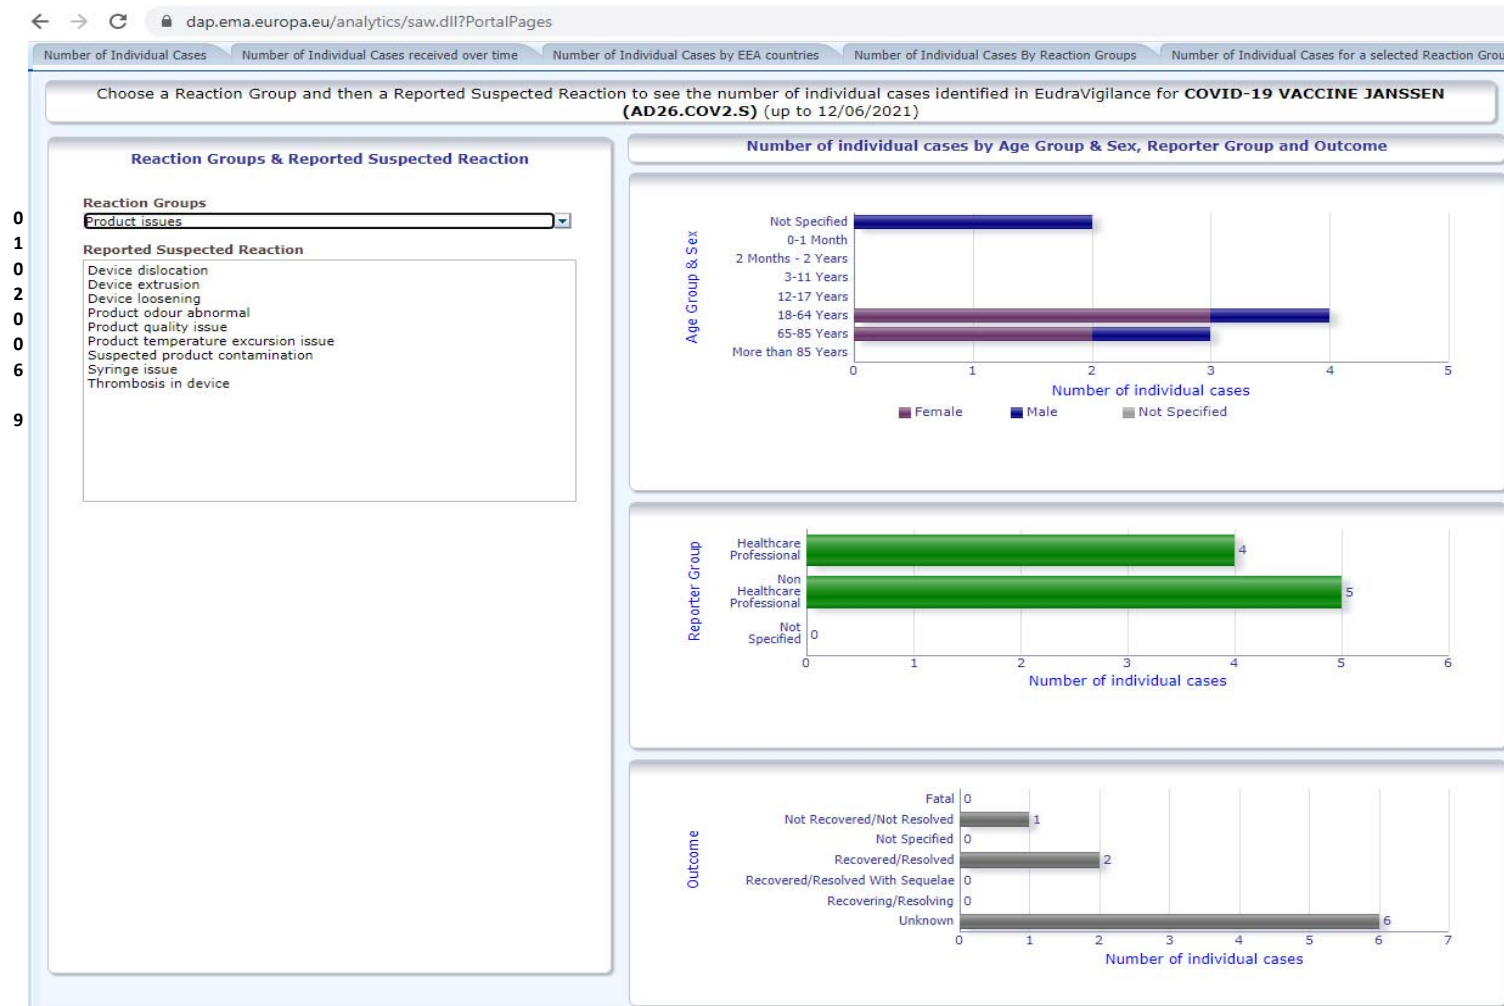 dap.ema.europa.eu/analytics/saw.dll?PortalPages
Number of Individual Cases
Number of Individual Cases received over time
Number of Individual Cases by EEA countries
Number of Individual Cases By Reaction Groups
Number of Individual Cases for a selected Reaction Grou
Choose a Reaction Group and then a Reported Suspected Reaction to see the number of individual cases identified in EudraVigilance for COVID-19 VACCINE JANSSEN
(AD26.COV2.S) (up to 12/06/2021)
Reaction Groups & Reported Suspected Reaction
Reaction Groups
Product issues
Reported Suspected Reaction
Device dislocation
Device extrusion
Device loosening
Product odour abnormal
Product quality issue
Product temperature excursion issue
Suspected product contamination
Syringe issue
Thrombosis in device
0
1
0
2
0
0
6
9
Number of individual cases by Age Group & Sex, Reporter Group and Outcome
Age Group & Sex
Not Specified
0-1 Month
2 Months - 2 Years
3-11 Years
12-17 Years
18-64 Years
65-85 Years
More than 85 Years
0 1 2 3 4 5
Number of individual cases
Female Male Not Specified
Reporter Group
Healthcare
Professional
4
Non
Healthcare
Professional
5
Not
Specified
0
0 1 2 3 4 5 6
Number of individual cases
Outcome
Fatal 0
Not Recovered/Not Resolved 1
Not Specified 0
Recovered/Resolved 2
Recovered/Resolved With Sequelae 0
Recovering/Resolving 0
Unknown 6
0 1 2 3 4 5 6 7
Number of individual cases